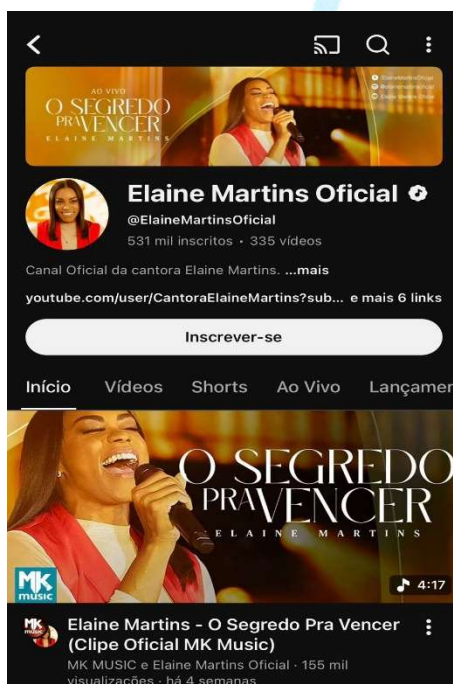 AO VIVO
O SEGREDO
PRA VENCER
ELAINE MARTINS
Elaine Martins Oficial
@ElaineMartinsOficial
531 mil inscritos • 335 vídeos
Canal Oficial da cantora Elaine Martins. ...mais
youtube.com/user/CantoraElaineMartins?sub... e mais 6 links
Inscrever-se
Início Vídeos Shorts Ao Vivo Lançamen
O SEGREDO
PRA VENCER
ELAINE MARTINS
MK
music
4:17
MK
music
Elaine Martins - O Segredo Pra Vencer
(Clipe Oficial MK Music)
MK MUSIC e Elaine Martins Oficial · 155 mil
visualizações · há 4 semanas